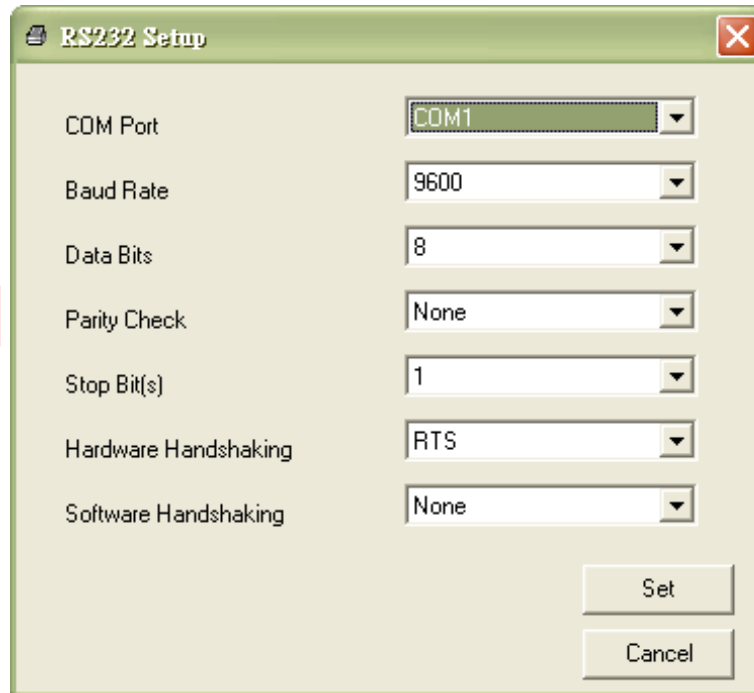 RS232 Setup
COM Port COM1
Baud Rate 9600
Data Bits 8
Parity Check None
Stop Bit(s) 1
Hardware Handshaking RTS
Software Handshaking None
Set
Cancel